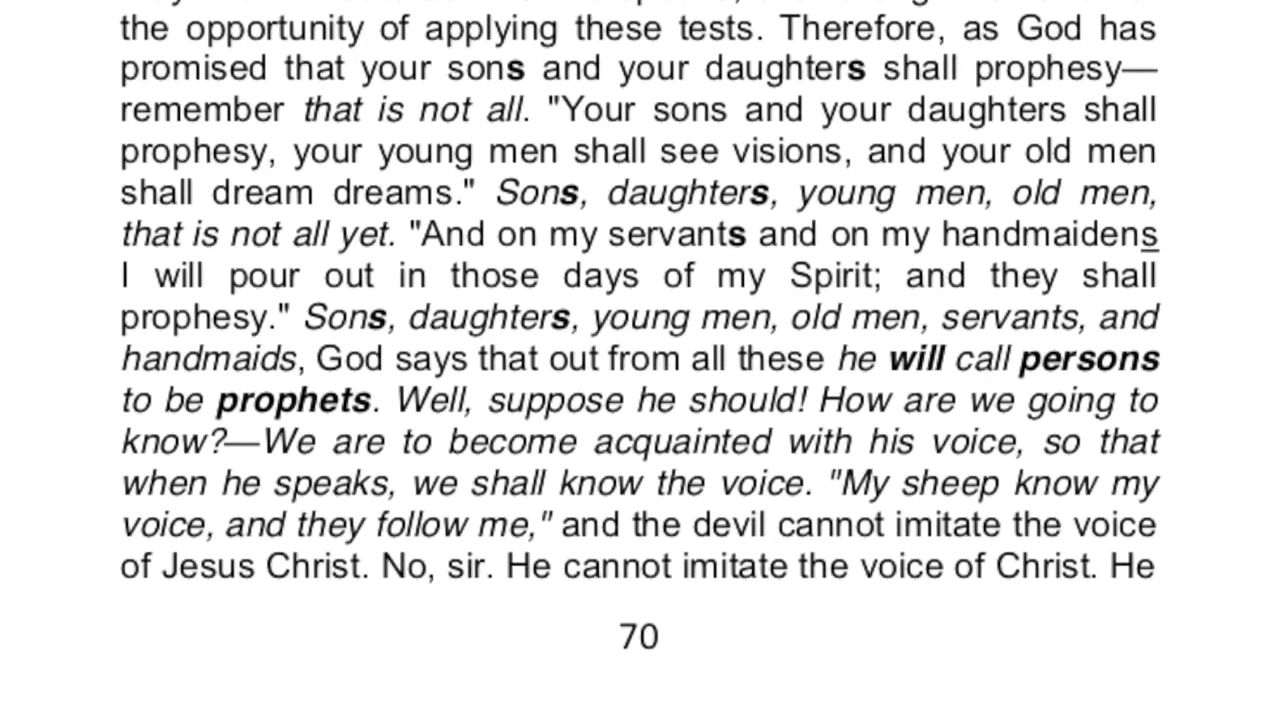 the opportunity of applying these tests. Therefore, as God has
promised that your sons and your daughters shall prophesy—
remember that is not all. "Your sons and your daughters shall
prophesy, your young men shall see visions, and your old men
shall dream dreams." Sons, daughters, young men, old men,
that is not all yet. "And on my servants and on my handmaidens
I will pour out in those days of my Spirit; and they shall
prophesy." Sons, daughters, young men, old men, servants, and
handmaids, God says that out from all these he will call persons
to be prophets. Well, suppose he should! How are we going to
know?—We are to become acquainted with his voice, so that
when he speaks, we shall know the voice. "My sheep know my
voice, and they follow me," and the devil cannot imitate the voice
of Jesus Christ. No, sir. He cannot imitate the voice of Christ. He
70